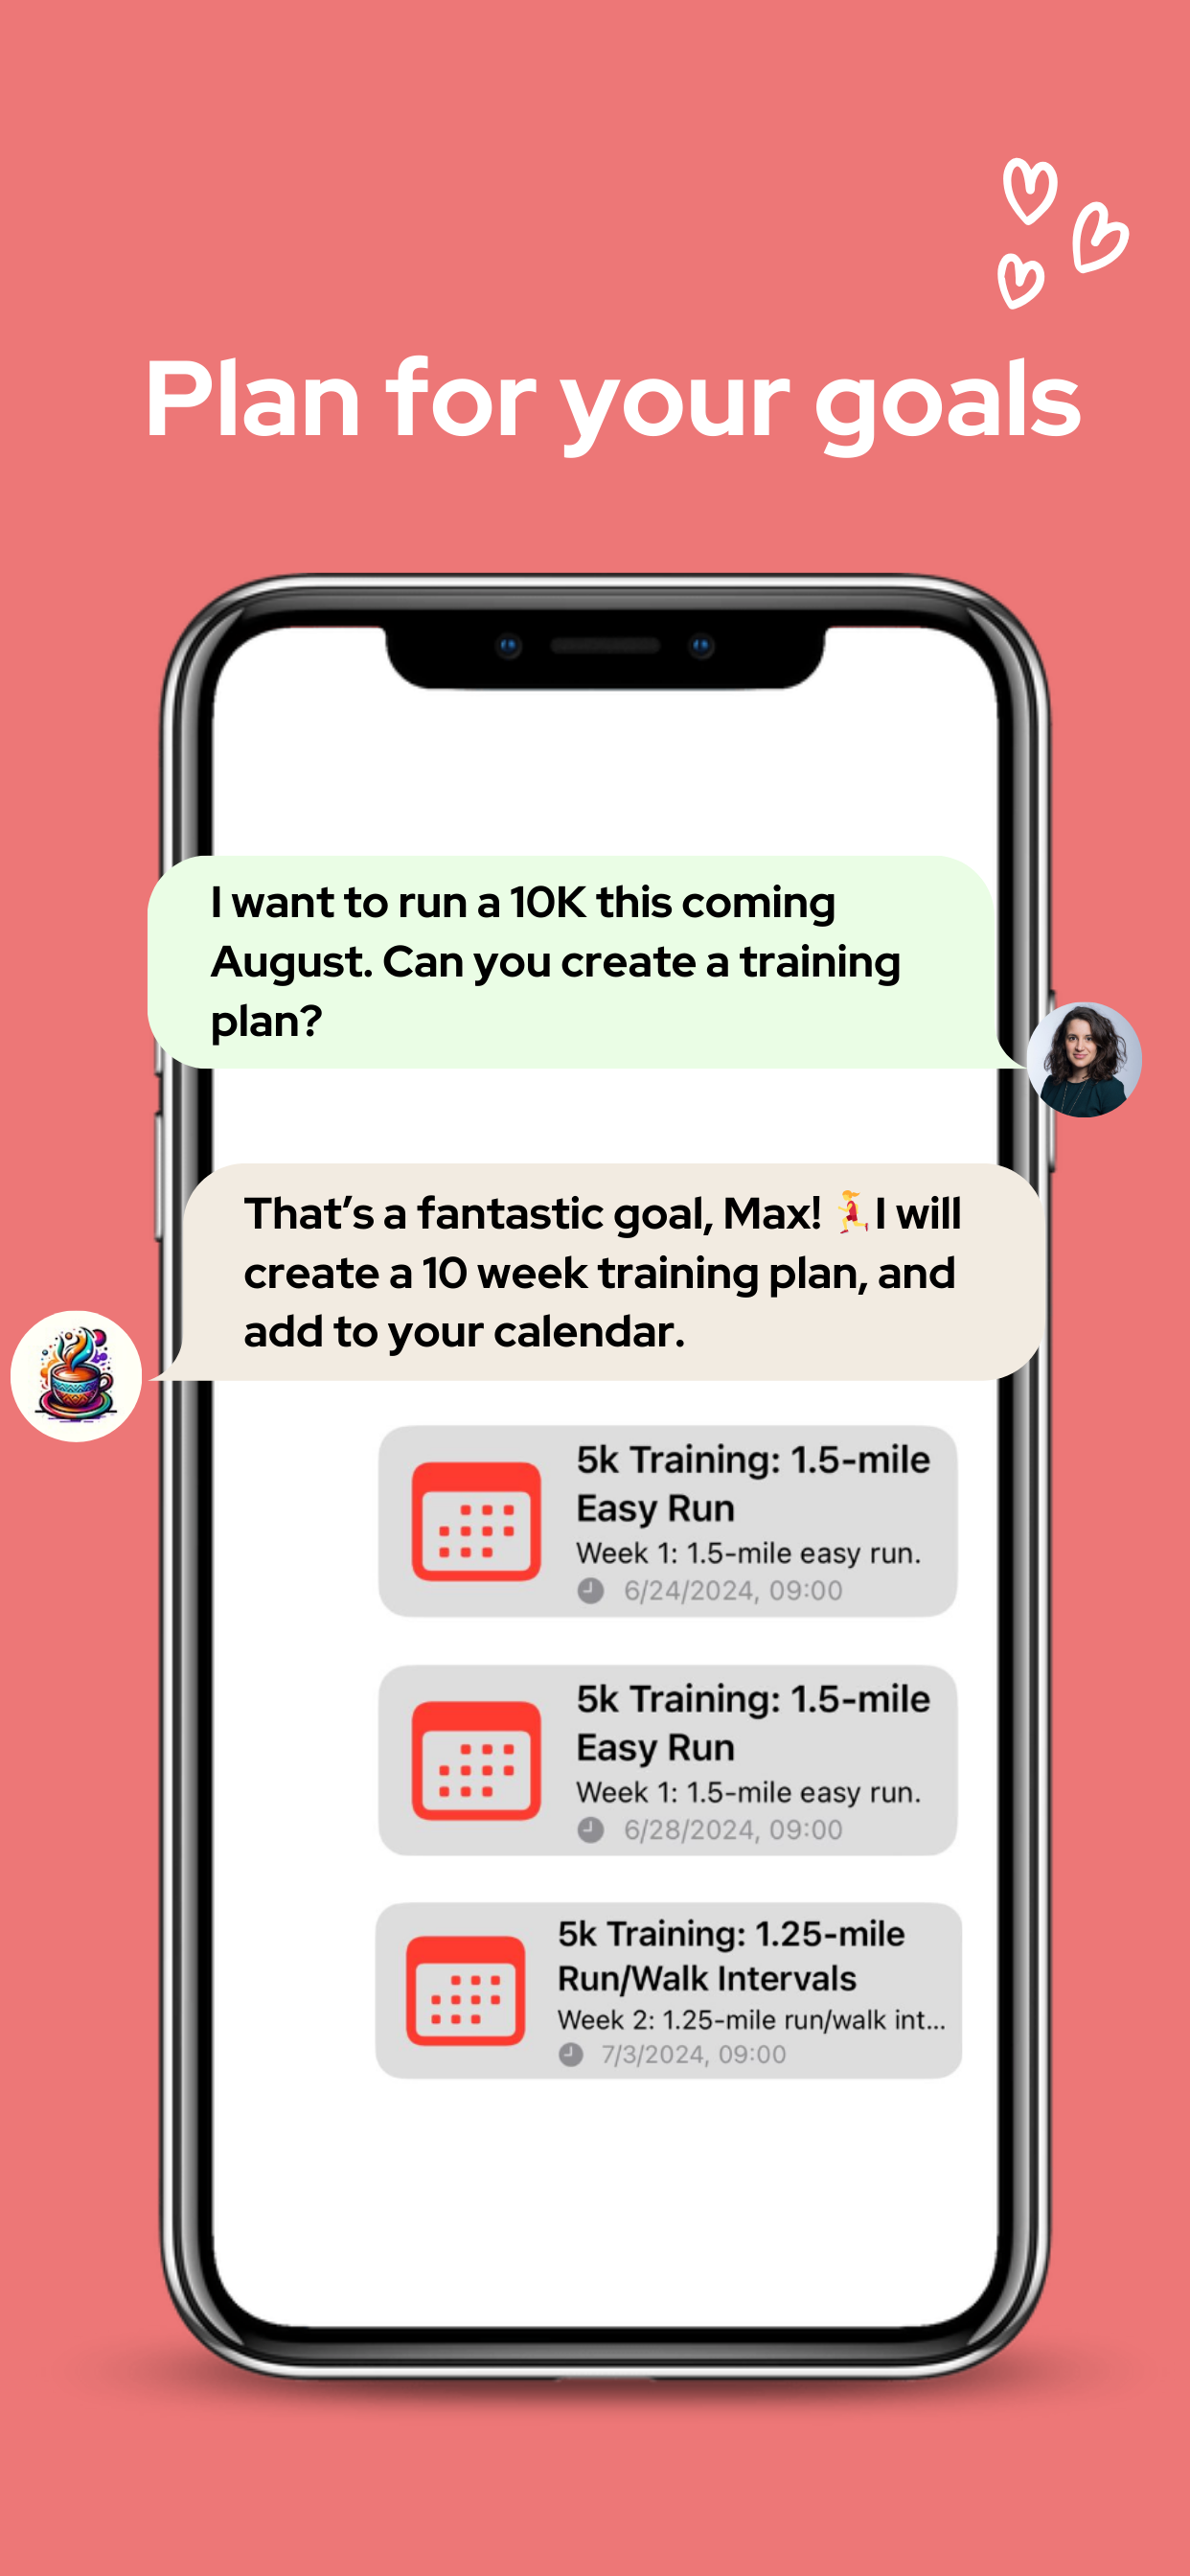 Plan for your goals
I want to run a 10K this coming
August. Can you create a training
plan?
That’s a fantastic goal, Max! 🏃‍♀️I will
create a 10 week training plan, and
add to your calendar.
5k Training: 1.5-mile
Easy Run
Week 1: 1.5-mile easy run.
6/24/2024, 09:00
5k Training: 1.5-mile
Easy Run
Week 1: 1.5-mile easy run.
6/28/2024, 09:00
5k Training: 1.25-mile
Run/Walk Intervals
Week 2: 1.25-mile run/walk int...
7/3/2024, 09:00